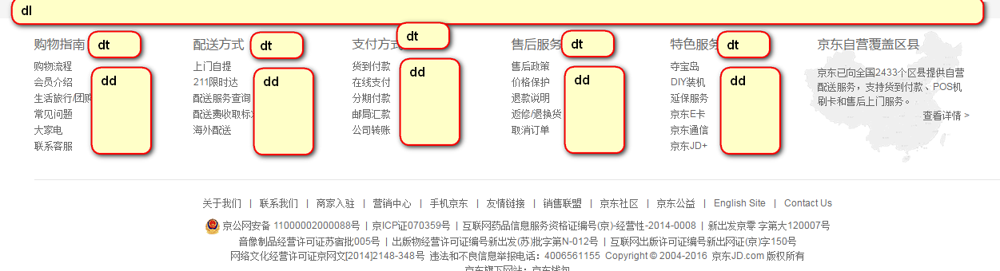 dl
购物指南 dt
购物流程
会员介绍
生活旅行/团购
常见问题
大家电
联系客服
dd
配送方式 dt
上门自提
211限时达
配送服务查询
配送费收取标
海外配送
dd
支付方式 dt
货到付款
在线支付
分期付款
邮局汇款
公司转账
dd
售后服务 dt
售后政策
价格保护
退款说明
返修/退换货
取消订单
dd
特色服务 dt
夺宝岛
DIY装机
延保服务
京东E卡
京东通信
京东JD+
dd
京东自营覆盖区县
京东已向全国2433个区县提供自营
配送服务，支持货到付款、POS机
刷卡和售后上门服务。
查看详情 >
关于我们 | 联系我们 | 商家入驻 | 营销中心 | 手机京东 | 友情链接 | 销售联盟 | 京东社区 | 京东公益 | English Site | Contact Us
京公网安备 11000002000088号 | 京ICP证070359号 | 互联网药品信息服务资格证编号(京)-经营性-2014-0008 | 新出发京零 字第大120007号
音像制品经营许可证苏宿批005号 | 出版物经营许可证编号新出发(苏)批字第N-012号 | 互联网出版许可证编号新出网证(京)字150号
网络文化经营许可证京网文[2014]2148-348号 违法和不良信息举报电话：4006561155 Copyright © 2004-2016 京东JD.com 版权所有
京东旗下网站：京东钱包